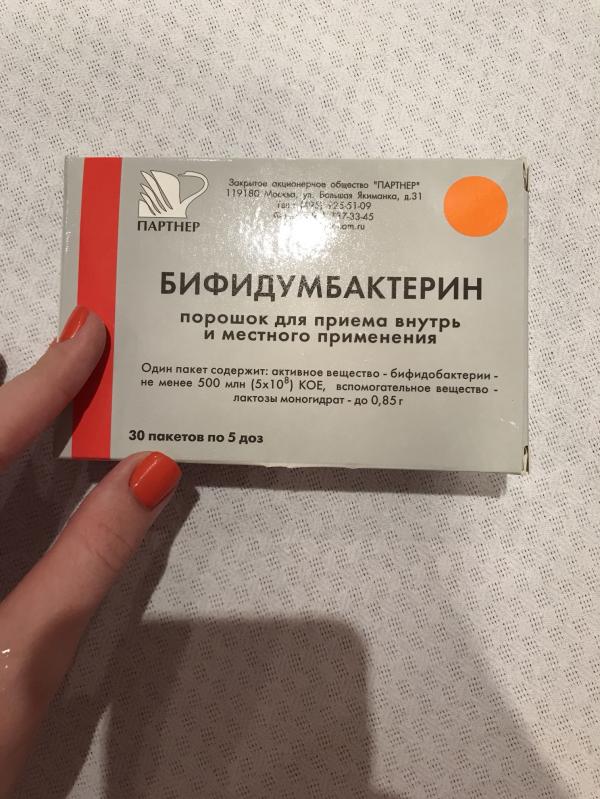 ПАРТНЕР
Закрытое акционерное общество "ПАРТНЕР"
119180 Москва, ул. Большая Якиманка, д.31
БИФИДУМБАКТЕРИН
порошок для приема внутрь
и местного применения
Один пакет содержит: активное вещество - бифидобактерии -
не менее 500 млн (5x10⁸) КОЕ, вспомогательное вещество -
лактозы моногидрат - до 0,85 г
30 пакетов по 5 доз